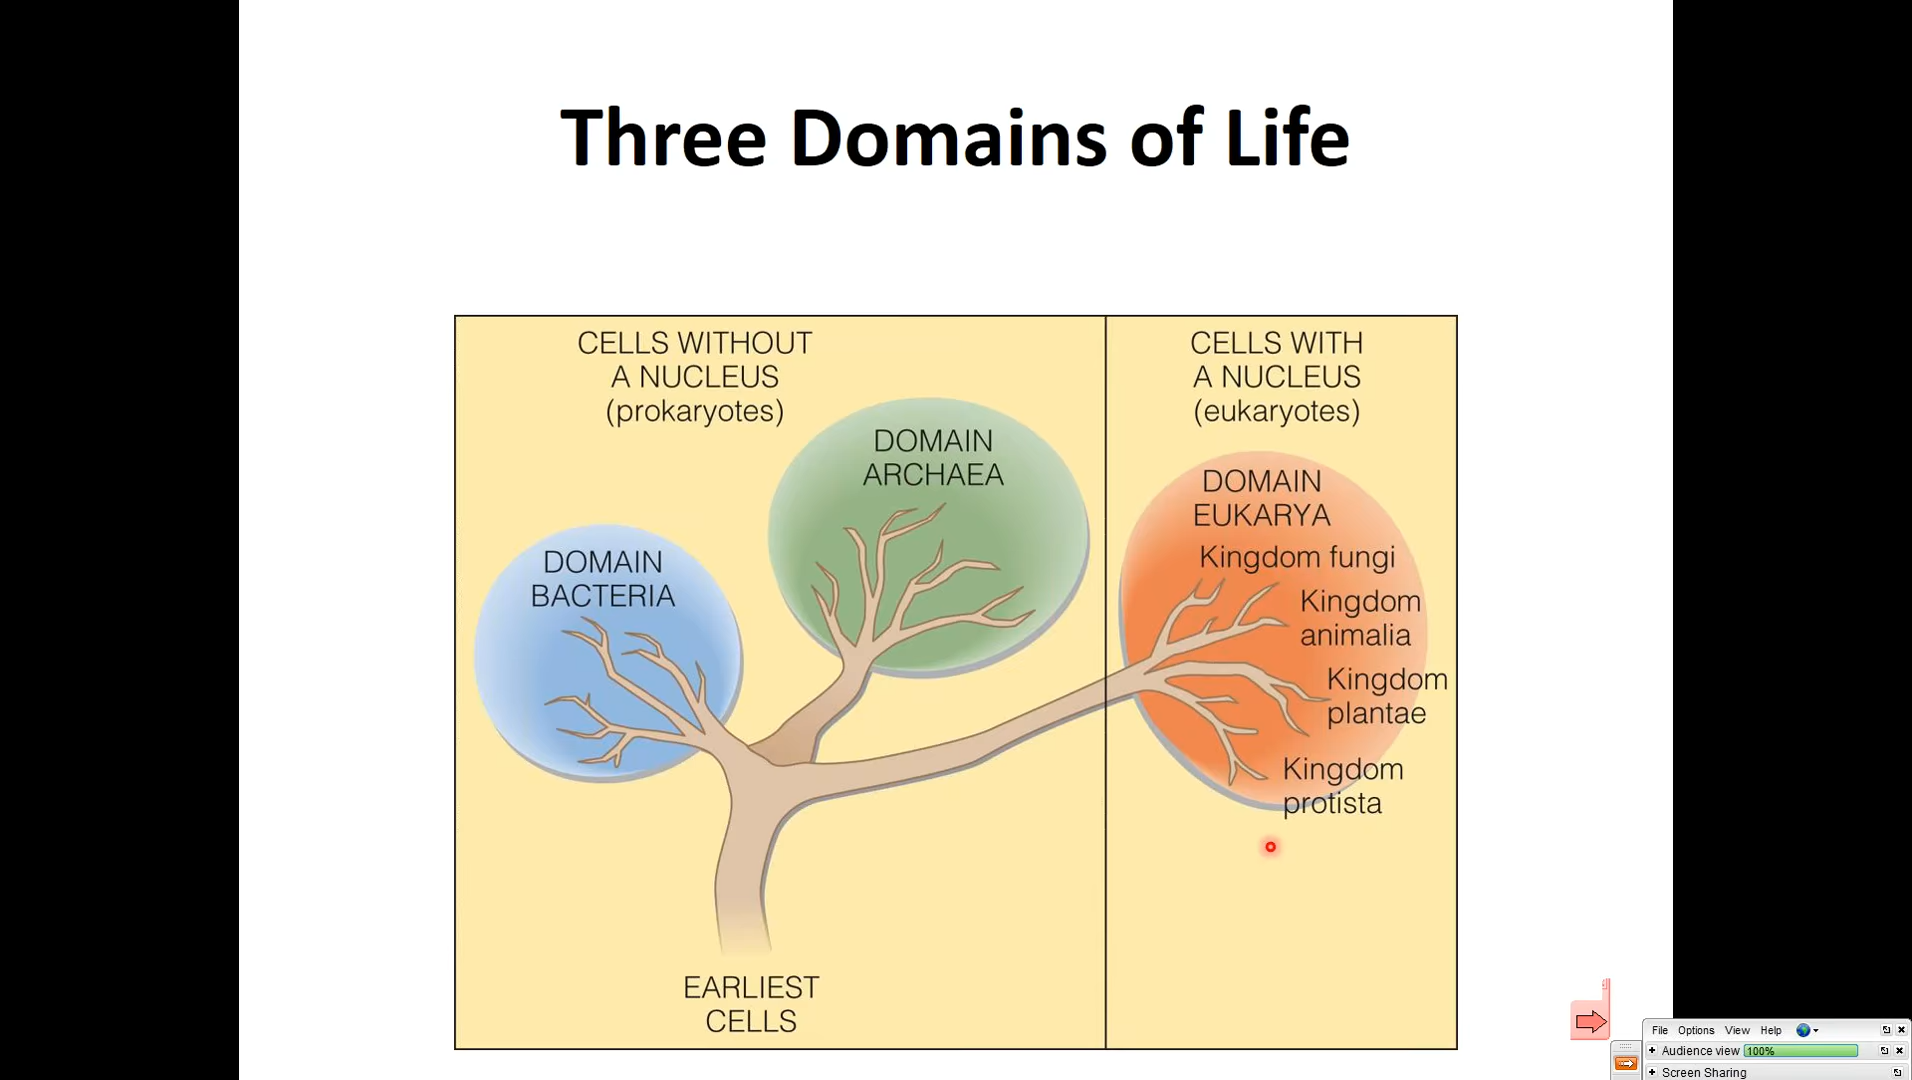 Three Domains of Life
CELLS WITHOUT
A NUCLEUS
(prokaryotes)
CELLS WITH
A NUCLEUS
(eukaryotes)
DOMAIN
ARCHAEA
DOMAIN
BACTERIA
DOMAIN
EUKARYA
Kingdom fungi
Kingdom
animalia
Kingdom
plantae
Kingdom
protista
EARLIEST
CELLS
File Options View Help
Audience view 100%
Screen Sharing